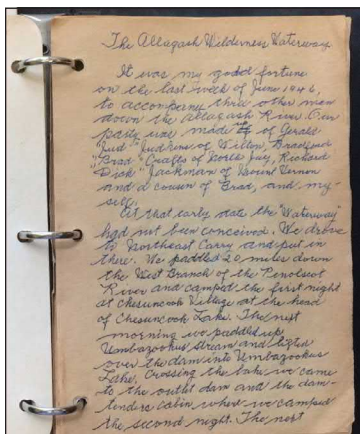 The Allagash Wilderness Waterway
It was my good fortune
on the last week of June 1946,
to accompany three other men
down the Allagash River. Our
party was made of of Gerald
"Jud" Judkins of Wilton, Bradford
"Brad" Crafts of North Jay, Richard
"Dick" Jackman of Mount Vernon
and a cousin of Brad, and my-
self.
At that early date the "Waterway"
had not been conceived. We drove
to Northeast Carry and put in
there. We paddled 20 miles down
the West Branch of the Penobscot
River and camped the first night
at Chesuncook Village at the head
of Chesuncook Lake. The next
morning we paddled up
Umbazookus stream and lifted
over the dam into Umbazookus
Lake, Crossing the lake we came
to the outlet dam and the dam-
tenders cabin, where we camped
the second night. The next